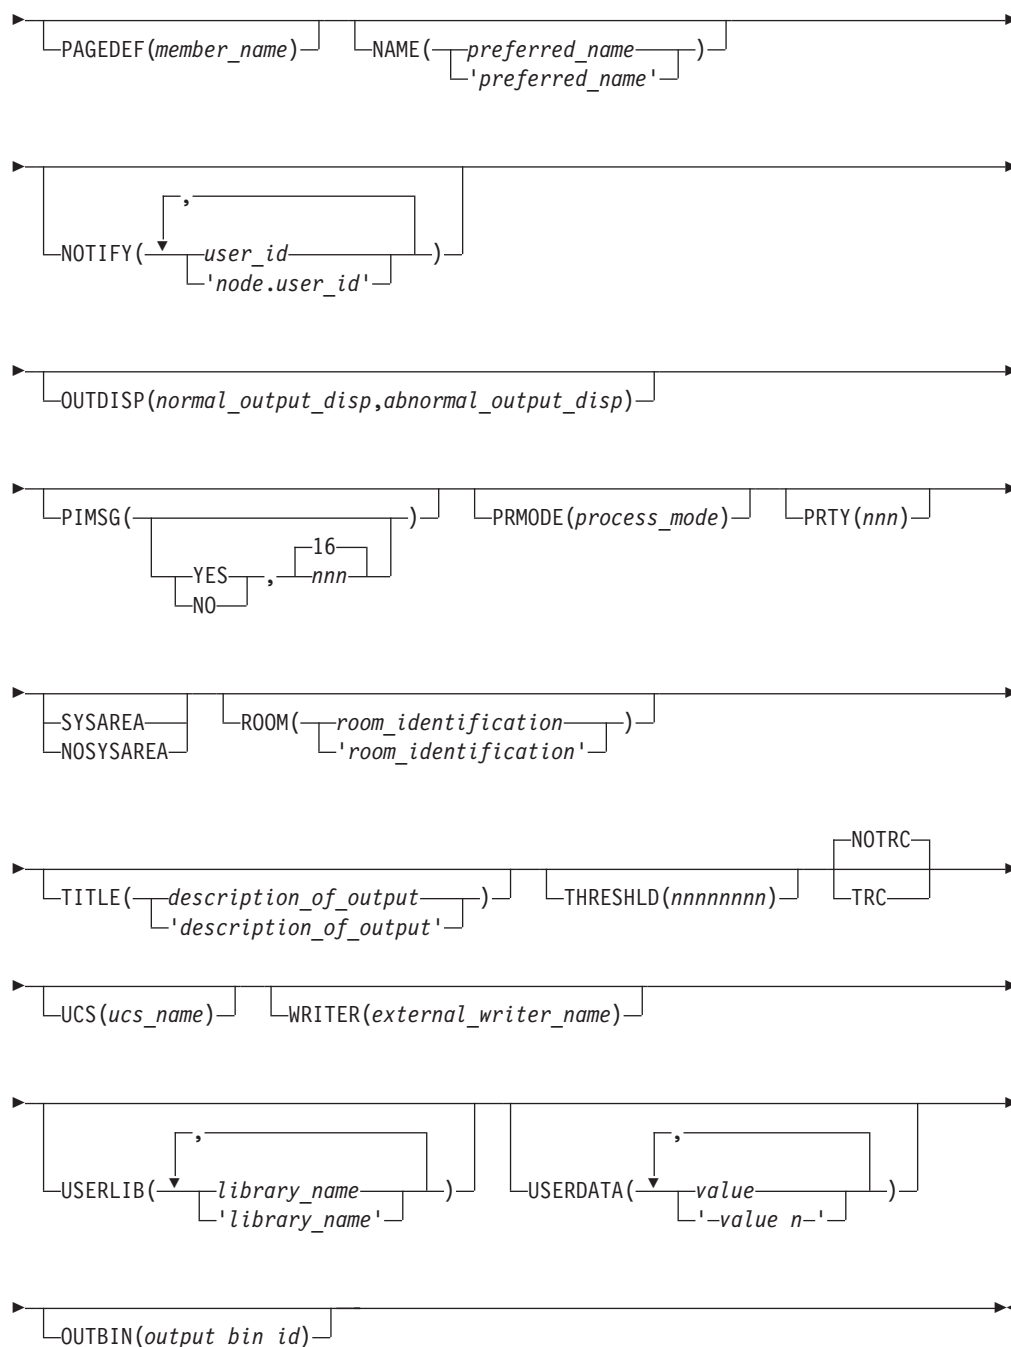 PAGEDEF(member_name) NAME( preferred_name )
'preferred_name'
,
NOTIFY( user_id )
'node.user_id'
OUTDISP(normal_output_disp,abnormal_output_disp)
PIMSG( ) PRMODE(process_mode) PRTY(nnn)
16
YES , nnn
NO
SYSAREA ROOM( room_identification )
NOSYSAREA 'room_identification'
NOTRC
TITLE( description_of_output ) THRESHLD(nnnnnnnn) TRC
'description_of_output'
UCS(ucs_name) WRITER(external_writer_name)
, ,
USERLIB( library_name ) USERDATA( value )
'library_name' 'value n'
OUTBIN(output bin id)